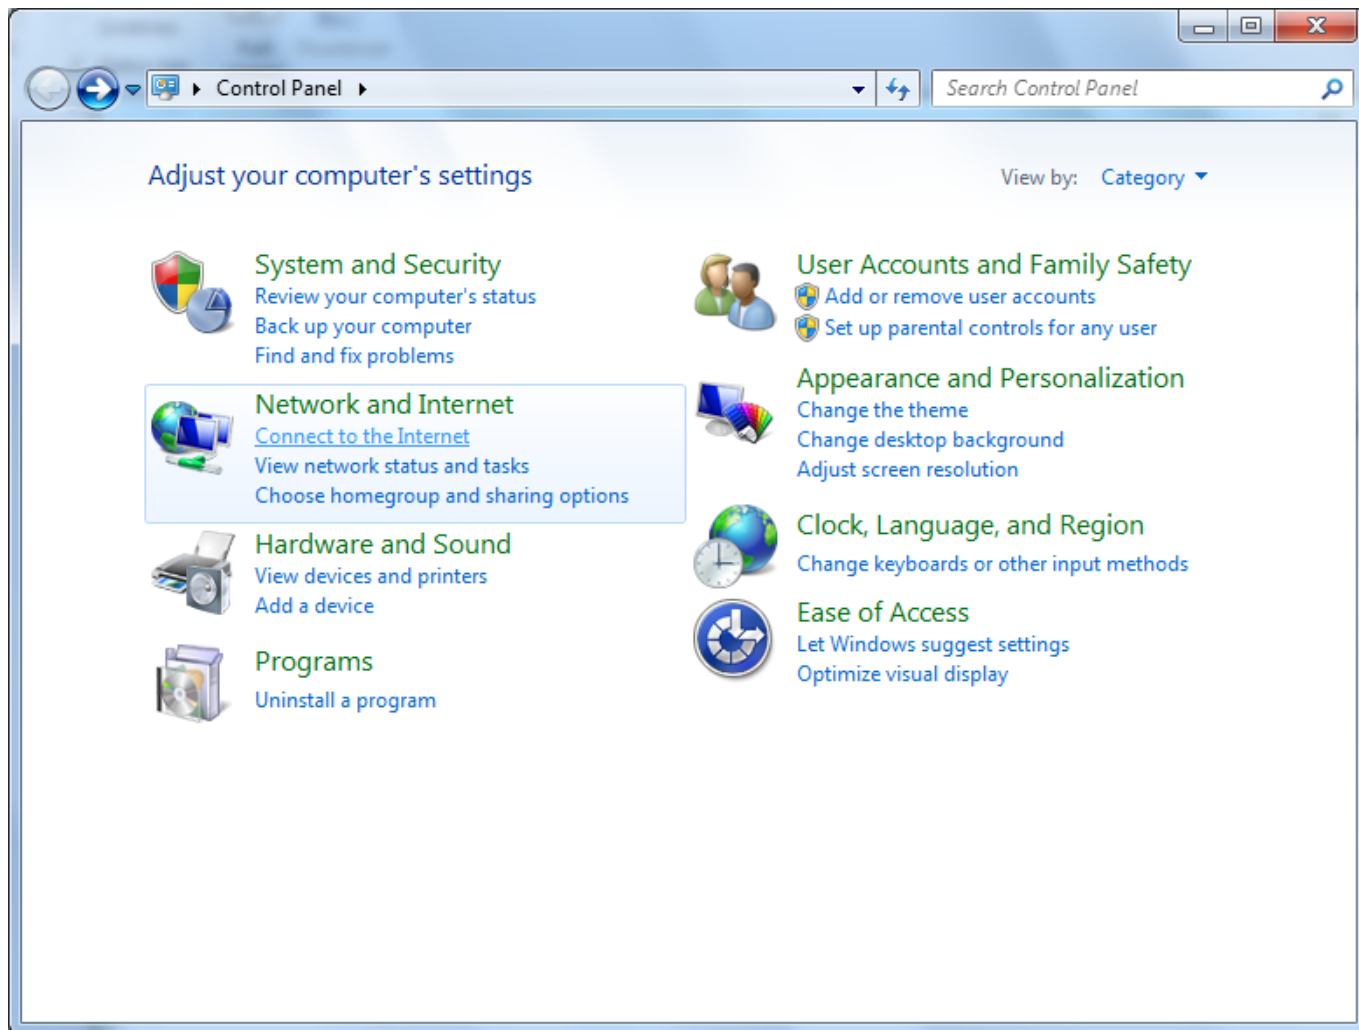 Control Panel
Search Control Panel
Adjust your computer's settings
View by: Category
System and Security
Review your computer's status
Back up your computer
Find and fix problems
Network and Internet
Connect to the Internet
View network status and tasks
Choose homegroup and sharing options
Hardware and Sound
View devices and printers
Add a device
Programs
Uninstall a program
User Accounts and Family Safety
Add or remove user accounts
Set up parental controls for any user
Appearance and Personalization
Change the theme
Change desktop background
Adjust screen resolution
Clock, Language, and Region
Change keyboards or other input methods
Ease of Access
Let Windows suggest settings
Optimize visual display